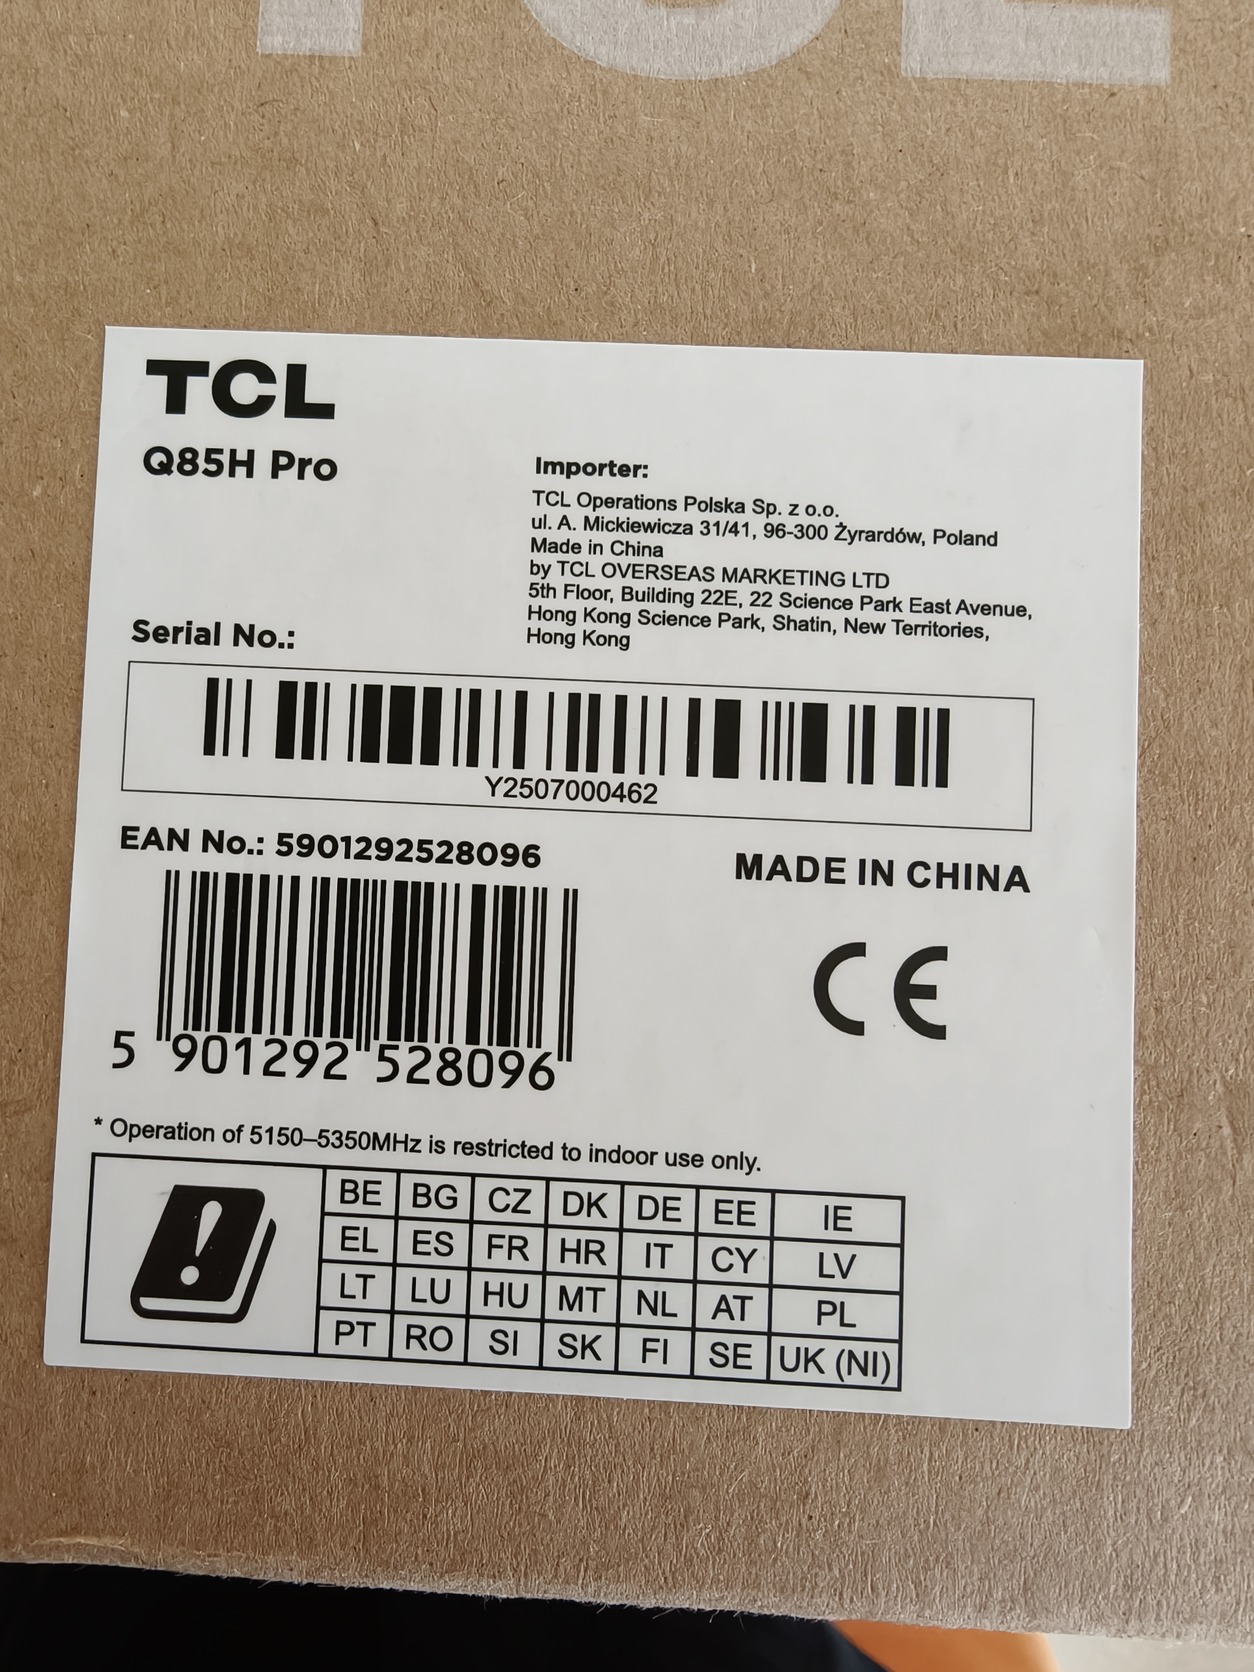 TCL
TCL
Q85H Pro
Importer:
TCL Operations Polska Sp. z o.o.
ul. A. Mickiewicza 31/41, 96-300 Żyrardów, Poland
Made in China
by TCL OVERSEAS MARKETING LTD
5th Floor, Building 22E, 22 Science Park East Avenue,
Hong Kong Science Park, Shatin, New Territories,
Hong Kong
Serial No.:
Y2507000462
EAN No.: 5901292528096
MADE IN CHINA
CE
5 901292 528096
* Operation of 5150–5350MHz is restricted to indoor use only.
BE BG CZ DK DE EE IE
EL ES FR HR IT CY LV
LT LU HU MT NL AT PL
PT RO SI SK FI SE UK (NI)